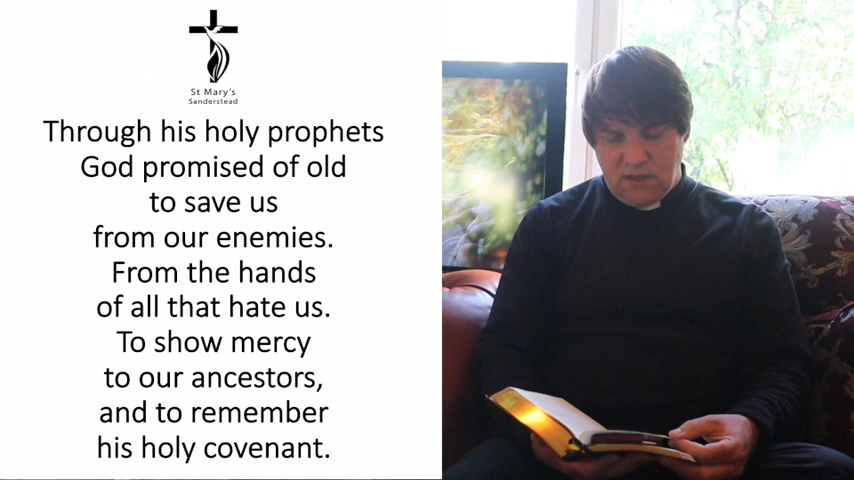 St Mary's
Sanderstead
Through his holy prophets
God promised of old
to save us
from our enemies.
From the hands
of all that hate us.
To show mercy
to our ancestors,
and to remember
his holy covenant.